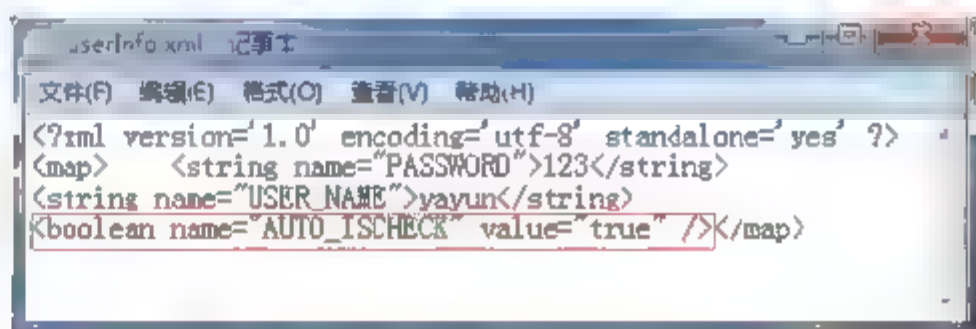 userInfo.xml 记事本
文件(F) 编辑(E) 格式(O) 查看(V) 帮助(H)
<?xml version='1.0' encoding='utf-8' standalone='yes' ?>
<map> <string name="PASSWORD">123</string>
<string name="USER_NAME">yayun</string>
<boolean name="AUTO_ISCHECK" value="true" /></map>